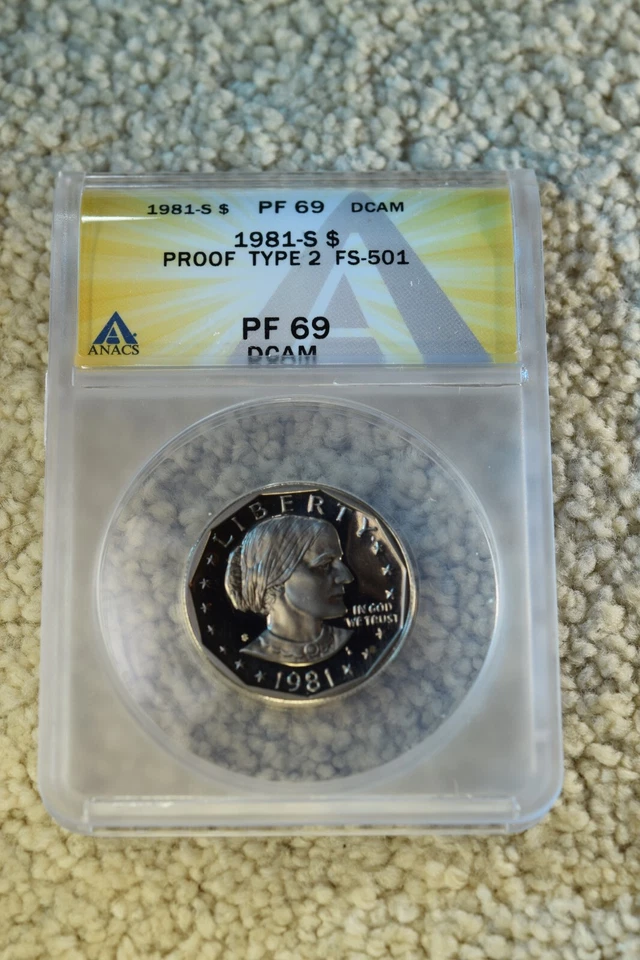 1981-S $ PF 69 DCAM
1981-S $
PROOF TYPE 2 FS-501
PF 69
DCAM
ANACS
LIBERTY
IN GOD
WE TRUST
S
1981